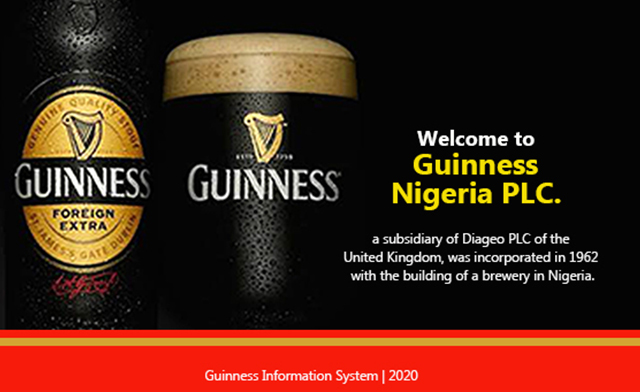 GENUINE QUALITY STOUT
GUINNESS
FOREIGN
EXTRA
ST. JAMES'S GATE DUBLIN
ESTD 1759
GUINNESS
Welcome to
Guinness
Nigeria PLC.
a subsidiary of Diageo PLC of the
United Kingdom, was incorporated in 1962
with the building of a brewery in Nigeria.
Guinness Information System | 2020